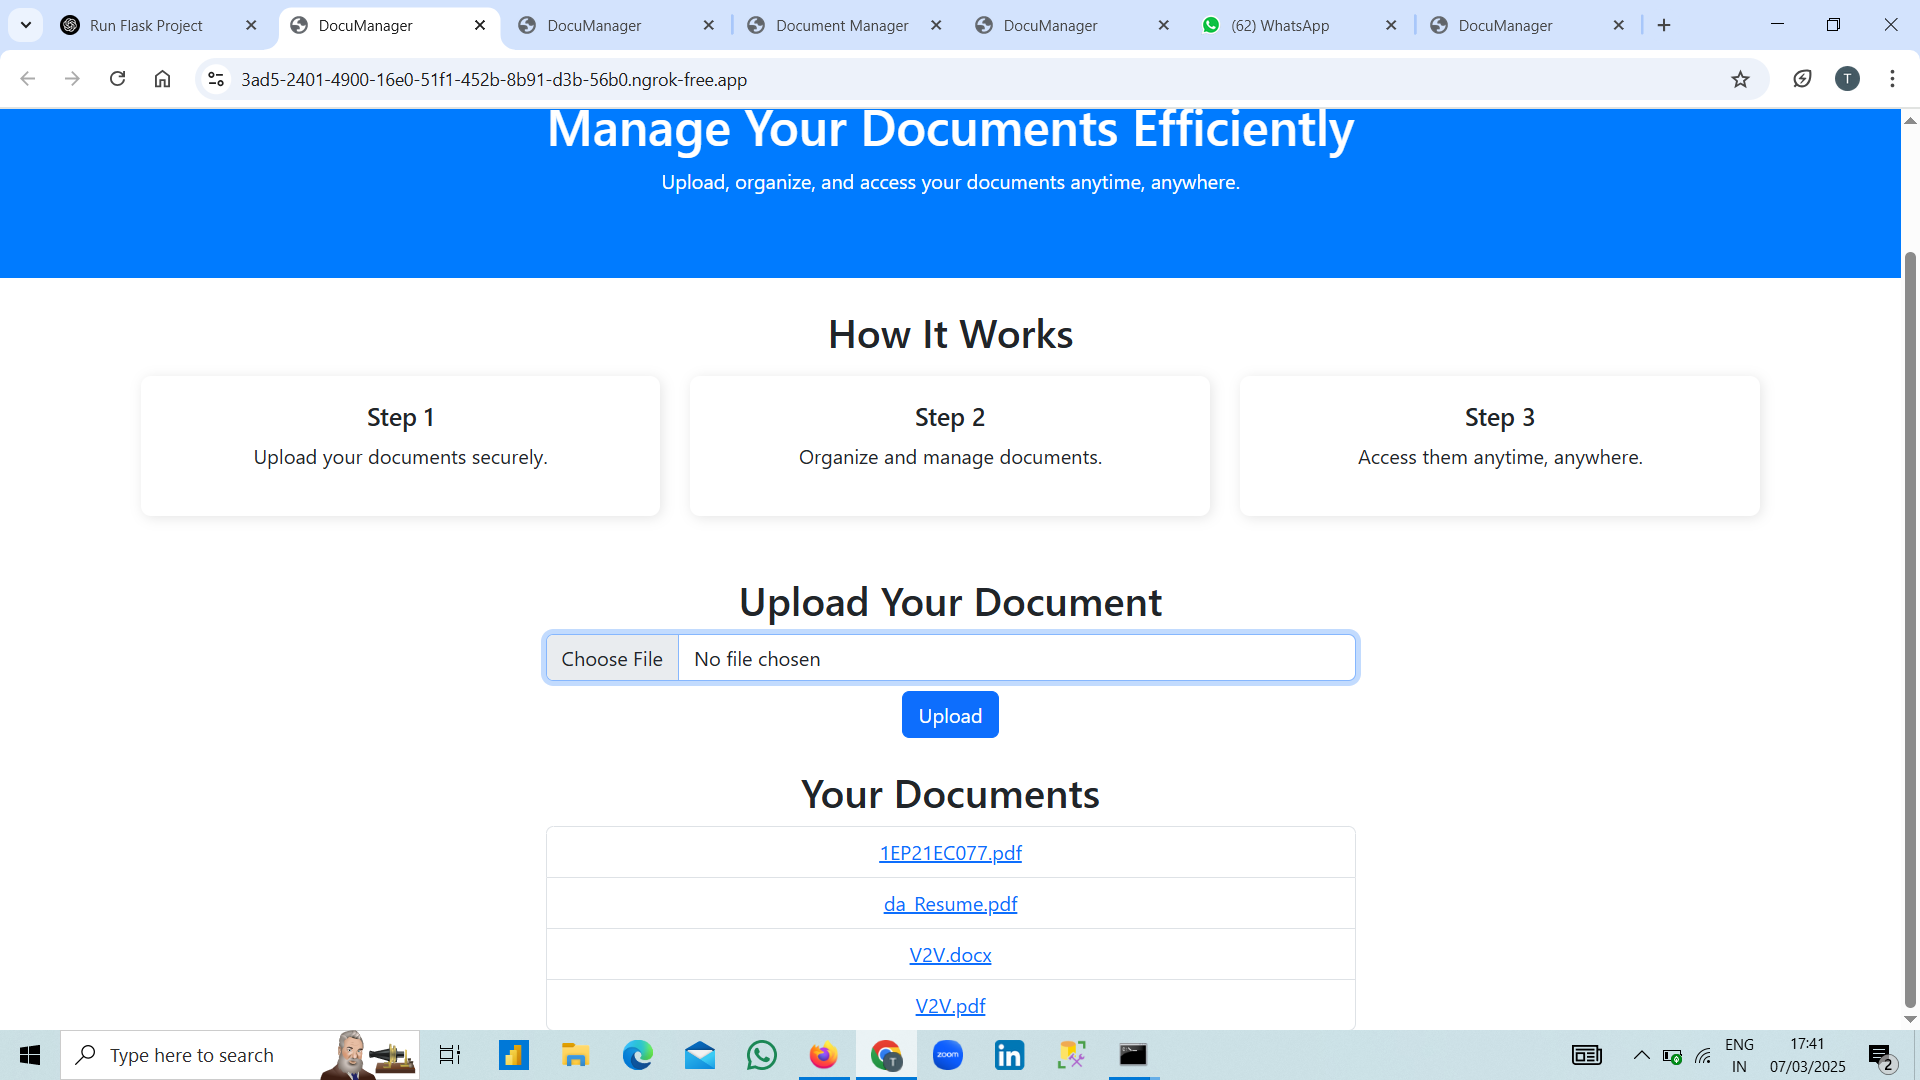 Run Flask Project
DocuManager
DocuManager
Document Manager
DocuManager
(62) WhatsApp
DocuManager
3ad5-2401-4900-16e0-51f1-452b-8b91-d3b-56b0.ngrok-free.app
T
Manage Your Documents Efficiently
Upload, organize, and access your documents anytime, anywhere.
How It Works
Step 1
Upload your documents securely.
Step 2
Organize and manage documents.
Step 3
Access them anytime, anywhere.
Upload Your Document
Choose File No file chosen
Upload
Your Documents
1EP21EC077.pdf
da_Resume.pdf
V2V.docx
V2V.pdf
Type here to search
T
zoom
in
ENG
IN
17:41
07/03/2025
2